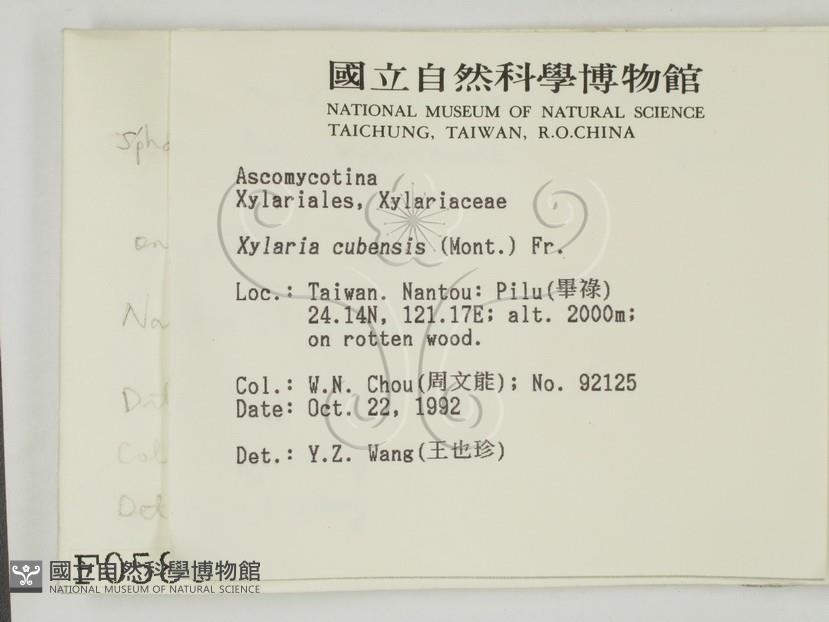 國立自然科學博物館
NATIONAL MUSEUM OF NATURAL SCIENCE
TAICHUNG, TAIWAN, R.O.CHINA
Ascomycotina
Xylariales, Xylariaceae
Xylaria cubensis (Mont.) Fr.
Loc.: Taiwan. Nantou: Pilu(畢祿)
24.14N, 121.17E; alt. 2000m;
on rotten wood.
Col.: W.N. Chou(周文能); No. 92125
Date: Oct. 22, 1992
Det.: Y.Z. Wang(王也珍)
on
Det
國立自然科學博物館
NATIONAL MUSEUM OF NATURAL SCIENCE